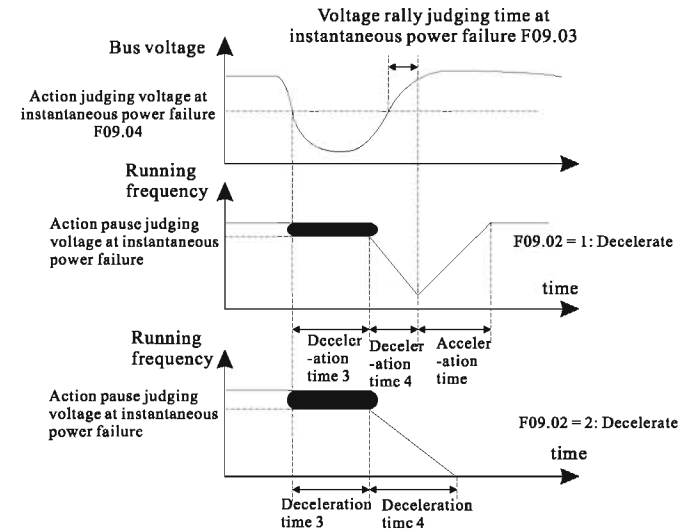 Voltage rally judging time at
instantaneous power failure F09.03
Bus voltage
Action judging voltage at
instantaneous power failure
F09.04
Running
frequency
Action pause judging
voltage at instantaneous
power failure
F09.02 = 1: Decelerate
time
Deceler
-ation
time 3
Deceler
-ation
time 4
Acceler
-ation
time
Running
frequency
Action pause judging
voltage at instantaneous
power failure
F09.02 = 2: Decelerate
time
Deceleration
time 3
Deceleration
time 4